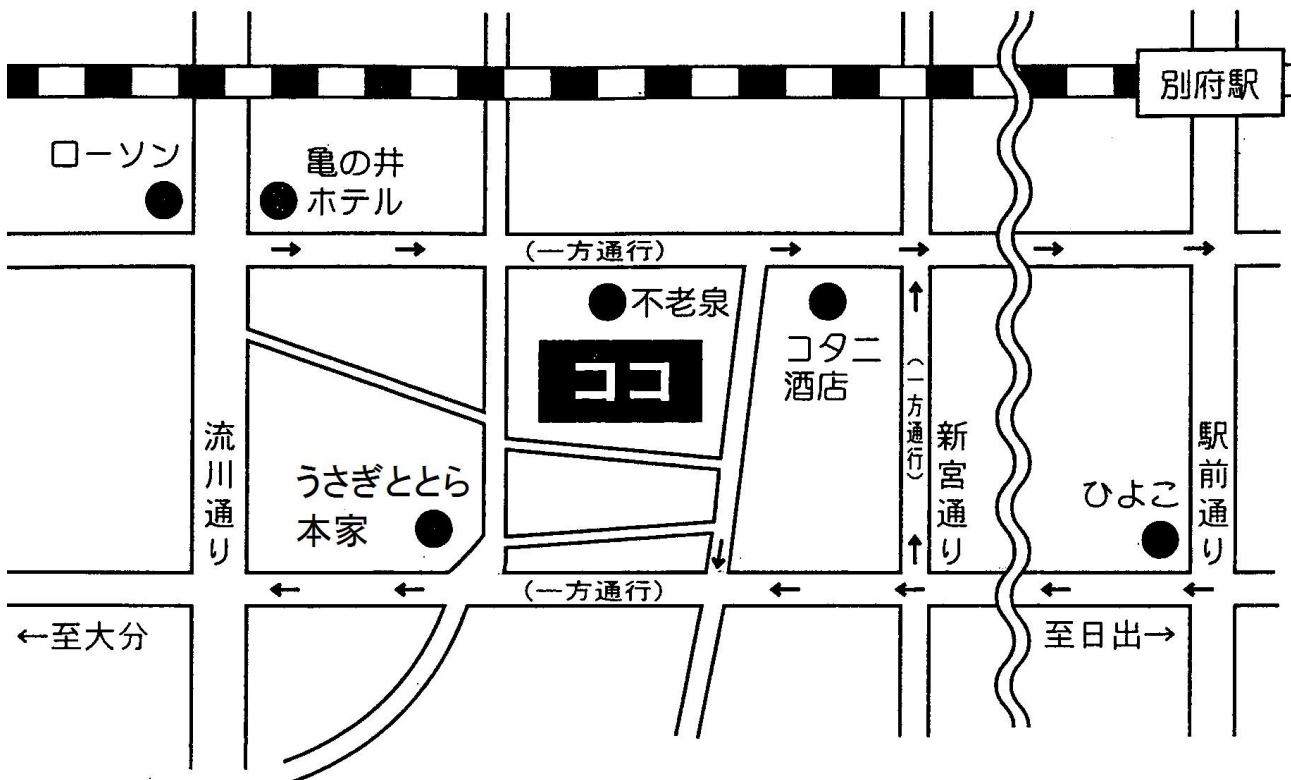 別府駅
ローソン
亀の井
ホテル
→ →
(一方通行)
→ → → →
不老泉
ココ
コタニ
酒店
↑
(一方通行)
↑
新宮通り
流川通り
駅前通り
うさぎととら
本家
ひよこ
↓
← ←
(一方通行)
← ← ← ←
←至大分
至日出→